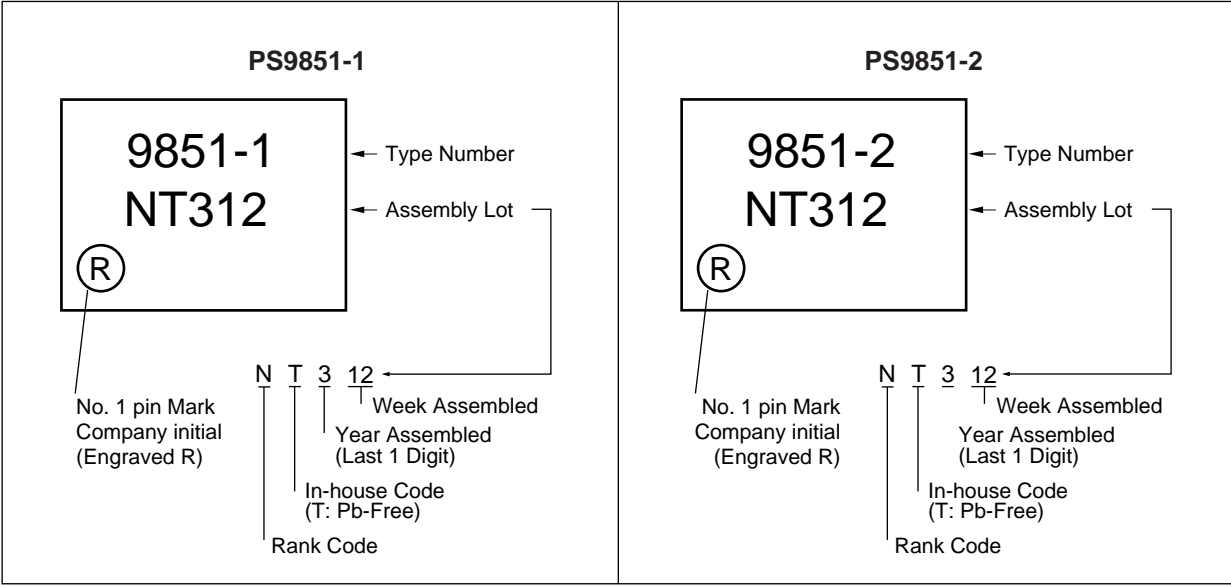 PS9851-1
9851-1
Type Number
NT312
Assembly Lot
R
N T 3 12
No. 1 pin Mark
Company initial
(Engraved R)
Week Assembled
Year Assembled
(Last 1 Digit)
In-house Code
(T: Pb-Free)
Rank Code
PS9851-2
9851-2
Type Number
NT312
Assembly Lot
R
N T 3 12
No. 1 pin Mark
Company initial
(Engraved R)
Week Assembled
Year Assembled
(Last 1 Digit)
In-house Code
(T: Pb-Free)
Rank Code